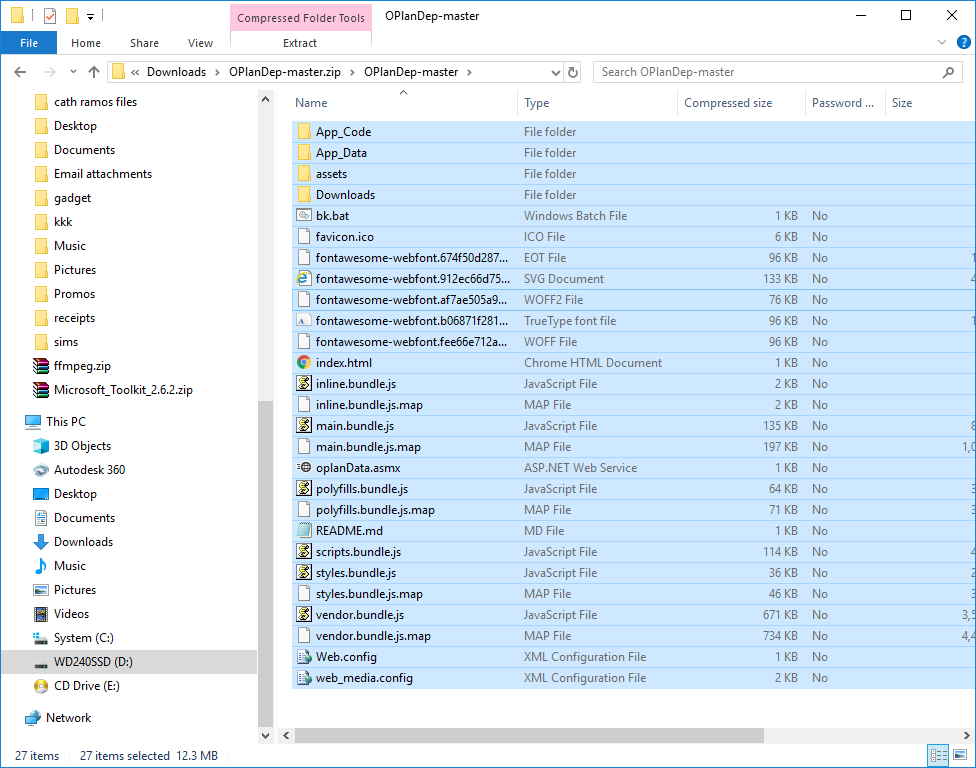 Compressed Folder Tools OPlanDep-master
File Home Share View Extract
« Downloads > OPlanDep-master.zip > OPlanDep-master > Search OPlanDep-master
cath ramos files
Desktop
Documents
Email attachments
gadget
kkk
Music
Pictures
Promos
receipts
sims
ffmpeg.zip
Microsoft_Toolkit_2.6.2.zip
This PC
3D Objects
Autodesk 360
Desktop
Documents
Downloads
Music
Pictures
Videos
System (C:)
WD240SSD (D:)
CD Drive (E:)
Network
Name Type Compressed size Password ... Size
App_Code File folder
App_Data File folder
assets File folder
Downloads File folder
bk.bat Windows Batch File 1 KB No
favicon.ico ICO File 6 KB No
fontawesome-webfont.674f50d287... EOT File 96 KB No 1
fontawesome-webfont.912ec66d75... SVG Document 133 KB No 4
fontawesome-webfont.af7ae505a9... WOFF2 File 76 KB No
fontawesome-webfont.b06871f281... TrueType font file 96 KB No 1
fontawesome-webfont.fee66e712a... WOFF File 96 KB No
index.html Chrome HTML Document 1 KB No
inline.bundle.js JavaScript File 2 KB No
inline.bundle.js.map MAP File 2 KB No
main.bundle.js JavaScript File 135 KB No 8
main.bundle.js.map MAP File 197 KB No 1,0
oplanData.asmx ASP.NET Web Service 1 KB No
polyfills.bundle.js JavaScript File 64 KB No 3
polyfills.bundle.js.map MAP File 71 KB No 3
README.md MD File 1 KB No
scripts.bundle.js JavaScript File 114 KB No 4
styles.bundle.js JavaScript File 36 KB No 2
styles.bundle.js.map MAP File 46 KB No 3
vendor.bundle.js JavaScript File 671 KB No 3,5
vendor.bundle.js.map MAP File 734 KB No 4,4
Web.config XML Configuration File 1 KB No
web_media.config XML Configuration File 2 KB No
27 items 27 items selected 12.3 MB